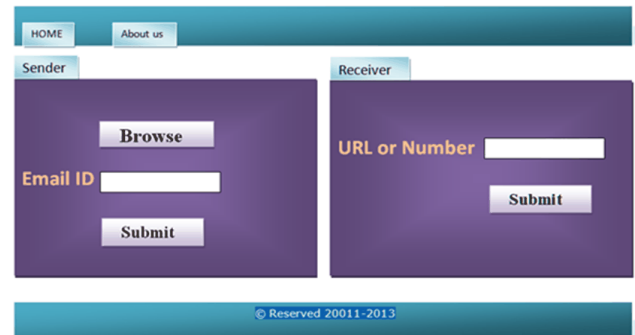 HOME About us
Sender
Browse
Email ID
Submit
Receiver
URL or Number
Submit
© Reserved 20011-2013